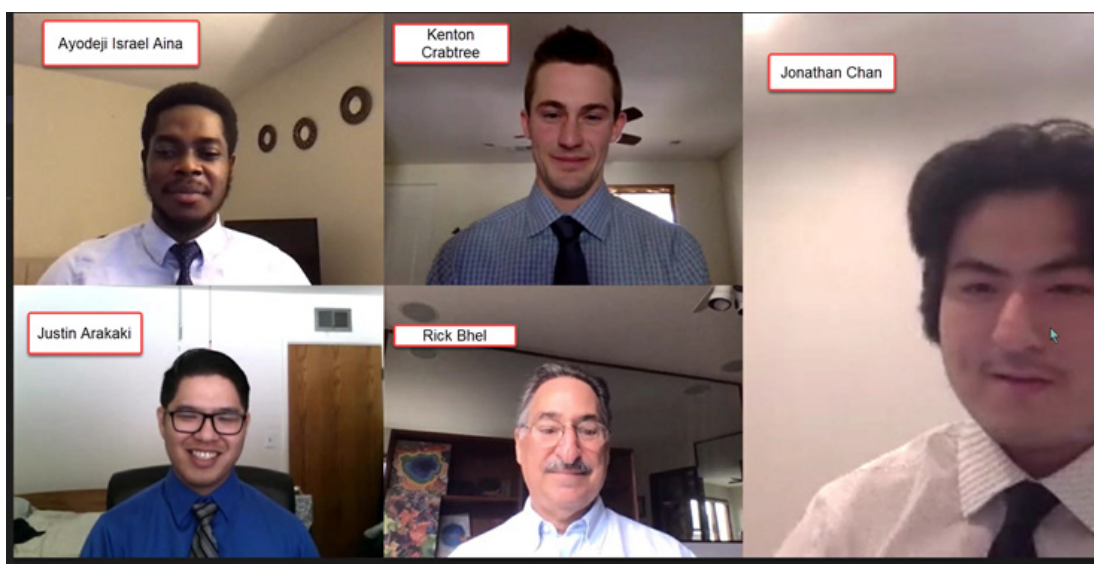 Ayodeji Israel Aina
Kenton
Crabtree
Jonathan Chan
Justin Arakaki
Rick Bhel